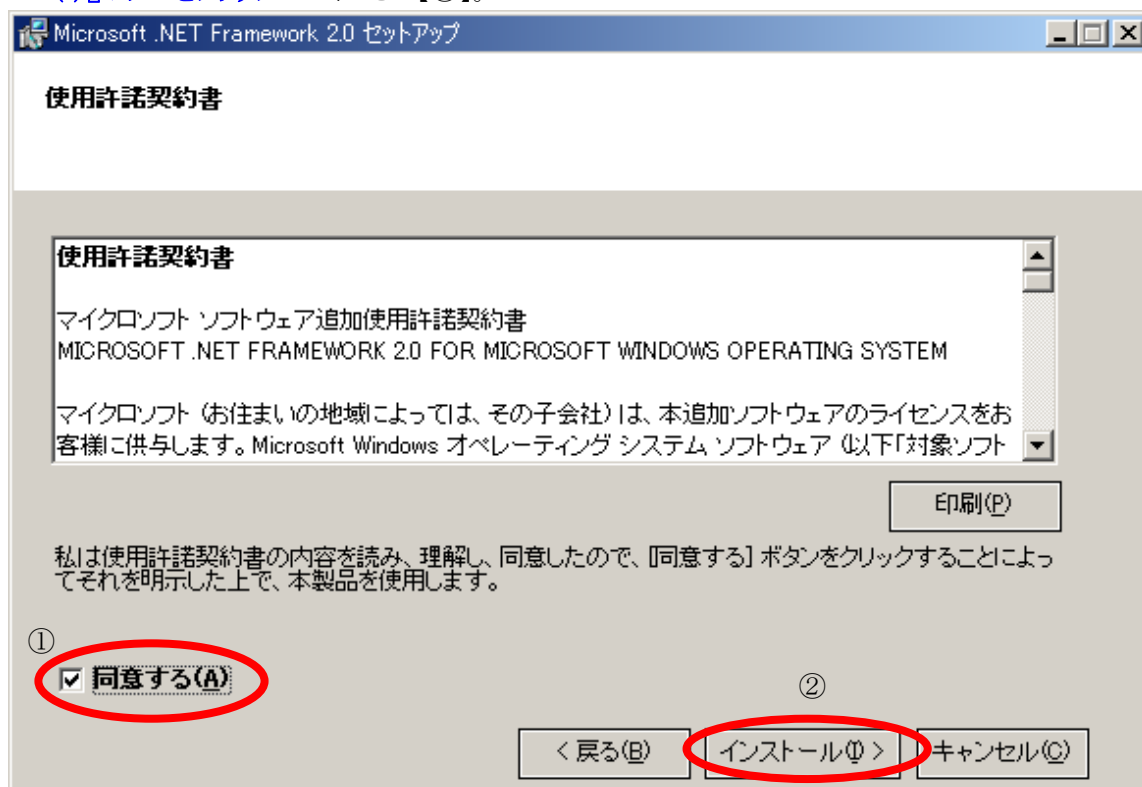 Microsoft .NET Framework 2.0 セットアップ
使用許諾契約書
使用許諾契約書
マイクロソフト ソフトウェア追加使用許諾契約書
MICROSOFT .NET FRAMEWORK 2.0 FOR MICROSOFT WINDOWS OPERATING SYSTEM
マイクロソフト (お住まいの地域によっては、その子会社) は、本追加ソフトウェアのライセンスをお
客様に供与します。Microsoft Windows オペレーティング システム ソフトウェア (以下「対象ソフト
印刷(P)
私は使用許諾契約書の内容を読み、理解し、同意したので、[同意する] ボタンをクリックすることによっ
てそれを明示した上で、本製品を使用します。
①
同意する(A)
②
< 戻る(B) インストール(I) > キャンセル(C)